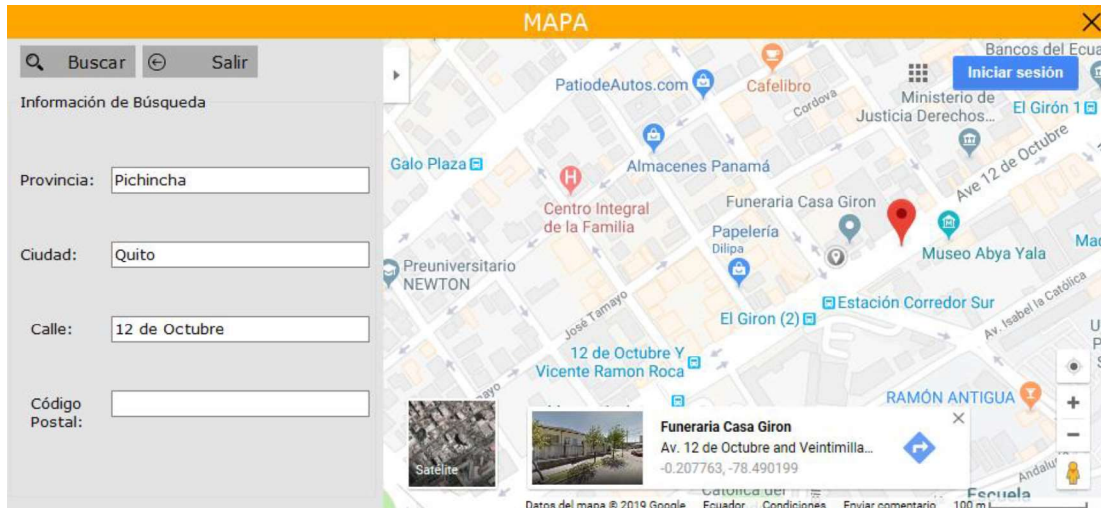 MAPA
Buscar
Salir
Información de Búsqueda
Provincia:
Pichincha
Ciudad:
Quito
Calle:
12 de Octubre
Código
Postal:
Bancos del Ecua
Iniciar sesión
PatiodeAutos.com
Cafelibro
Cordova
Ministerio de
Justicia Derechos...
El Girón 1
Ave 12 de Octubre
Galo Plaza
Almacenes Panamá
Centro Integral
de la Familia
Funeraria Casa Giron
Papelería
Dilipa
Museo Abya Yala
Preuniversitario
NEWTON
José Tamayo
Estación Corredor Sur
El Giron (2)
Av. Isabel la Católica
12 de Octubre Y
Vicente Ramon Roca
RAMÓN ANTIGUA
Satélite
Funeraria Casa Giron
Av. 12 de Octubre and Veintimilla...
-0.207763, -78.490199
Escuela
Datos del mapa © 2019 Google
Ecuador
Condiciones
Enviar comentario
100 m